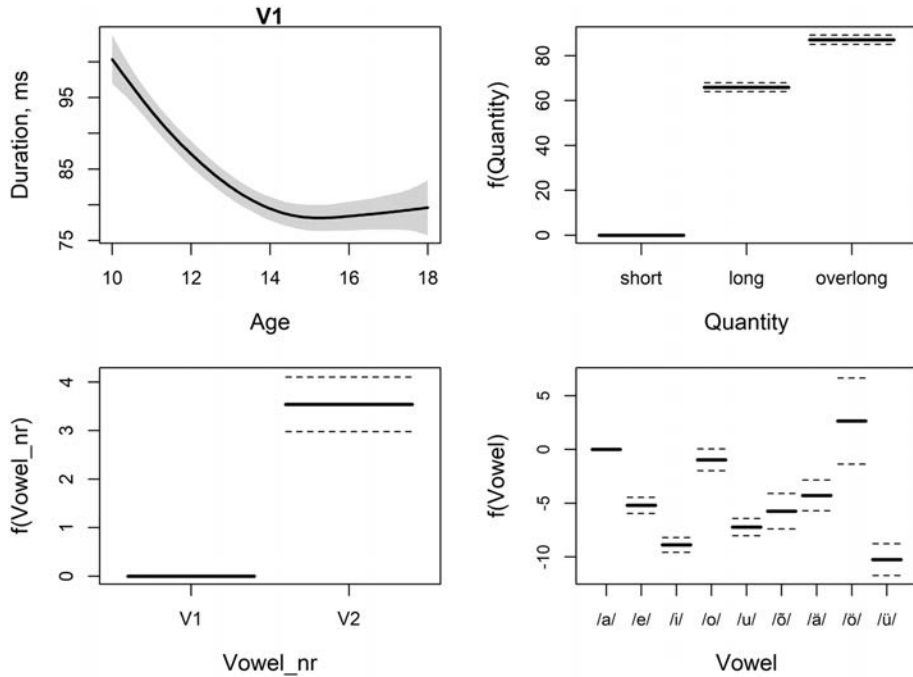 V1
Duration, ms
95
85
75
10 12 14 16 18
Age
f(Quantity)
80
60
40
20
0
short long overlong
Quantity
f(Vowel_nr)
4
3
2
1
0
V1 V2
Vowel_nr
f(Vowel)
5
0
-5
-10
/a/ /e/ /i/ /o/ /u/ /õ/ /ä/ /ö/ /ü/
Vowel